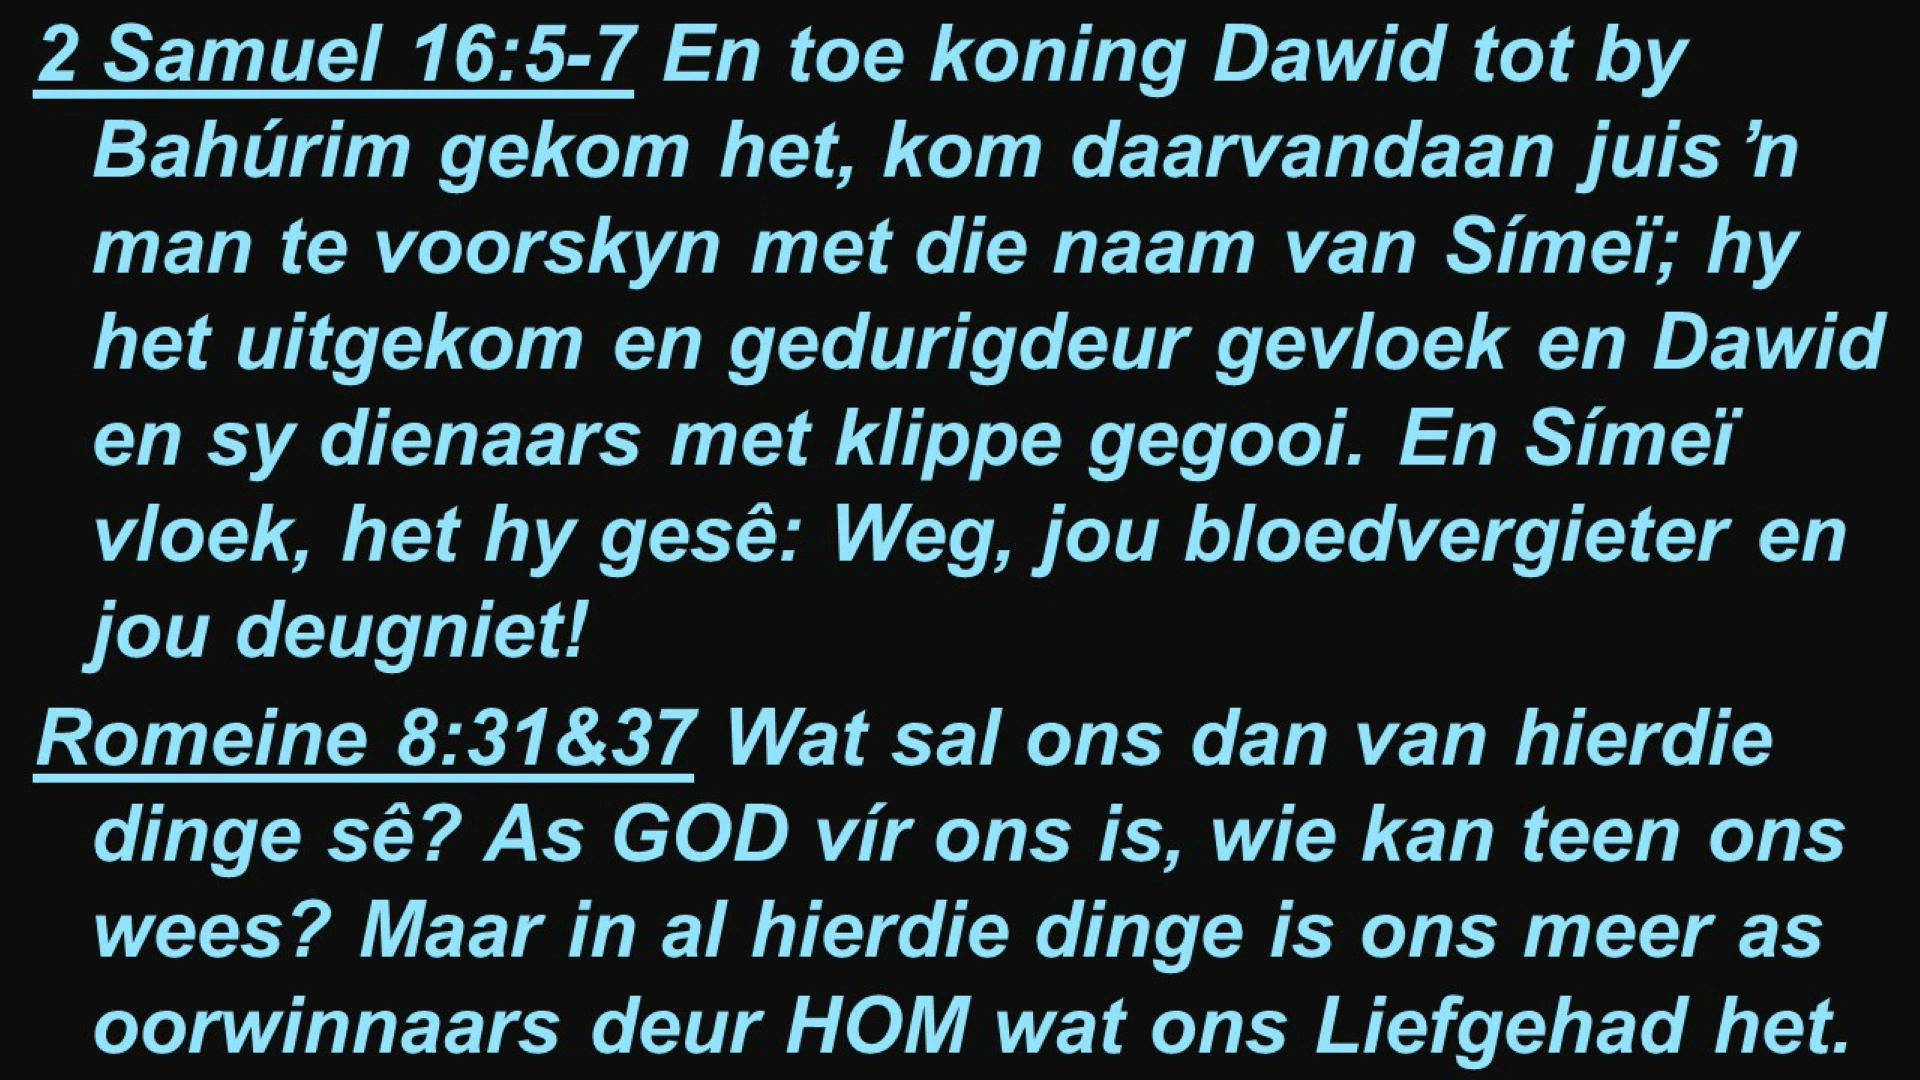 2 Samuel 16:5-7 En toe koning Dawid tot by
Bahúrim gekom het, kom daarvandaan juis ’n
man te voorskyn met die naam van Símeï; hy
het uitgekom en gedurigdeur gevloek en Dawid
en sy dienaars met klippe gegooi. En Símeï
vloek, het hy gesê: Weg, jou bloedvergieter en
jou deugniet!
Romeine 8:31&37 Wat sal ons dan van hierdie
dinge sê? As GOD vír ons is, wie kan teen ons
wees? Maar in al hierdie dinge is ons meer as
oorwinnaars deur HOM wat ons Liefgehad het.